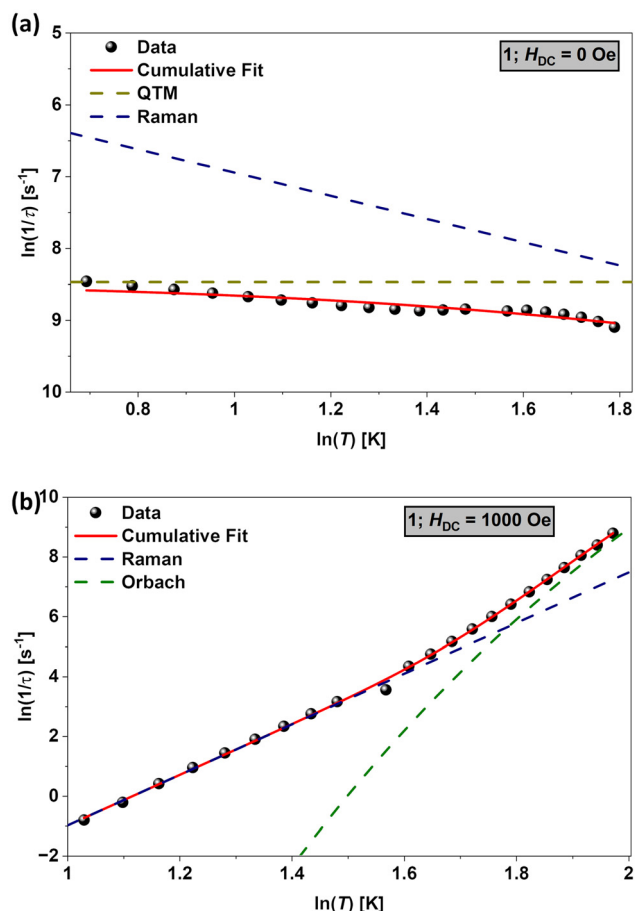 (a)
5
6
7
8
9
10
ln(1/τ) [s⁻¹]
Data
Cumulative Fit
QTM
Raman
1; H_DC = 0 Oe
0.8
1
1.2
1.4
1.6
1.8
ln(T) [K]
(b)
10
8
6
4
2
0
−2
ln(1/τ) [s⁻¹]
Data
Cumulative Fit
Raman
Orbach
1; H_DC = 1000 Oe
1
1.2
1.4
1.6
1.8
2
ln(T) [K]